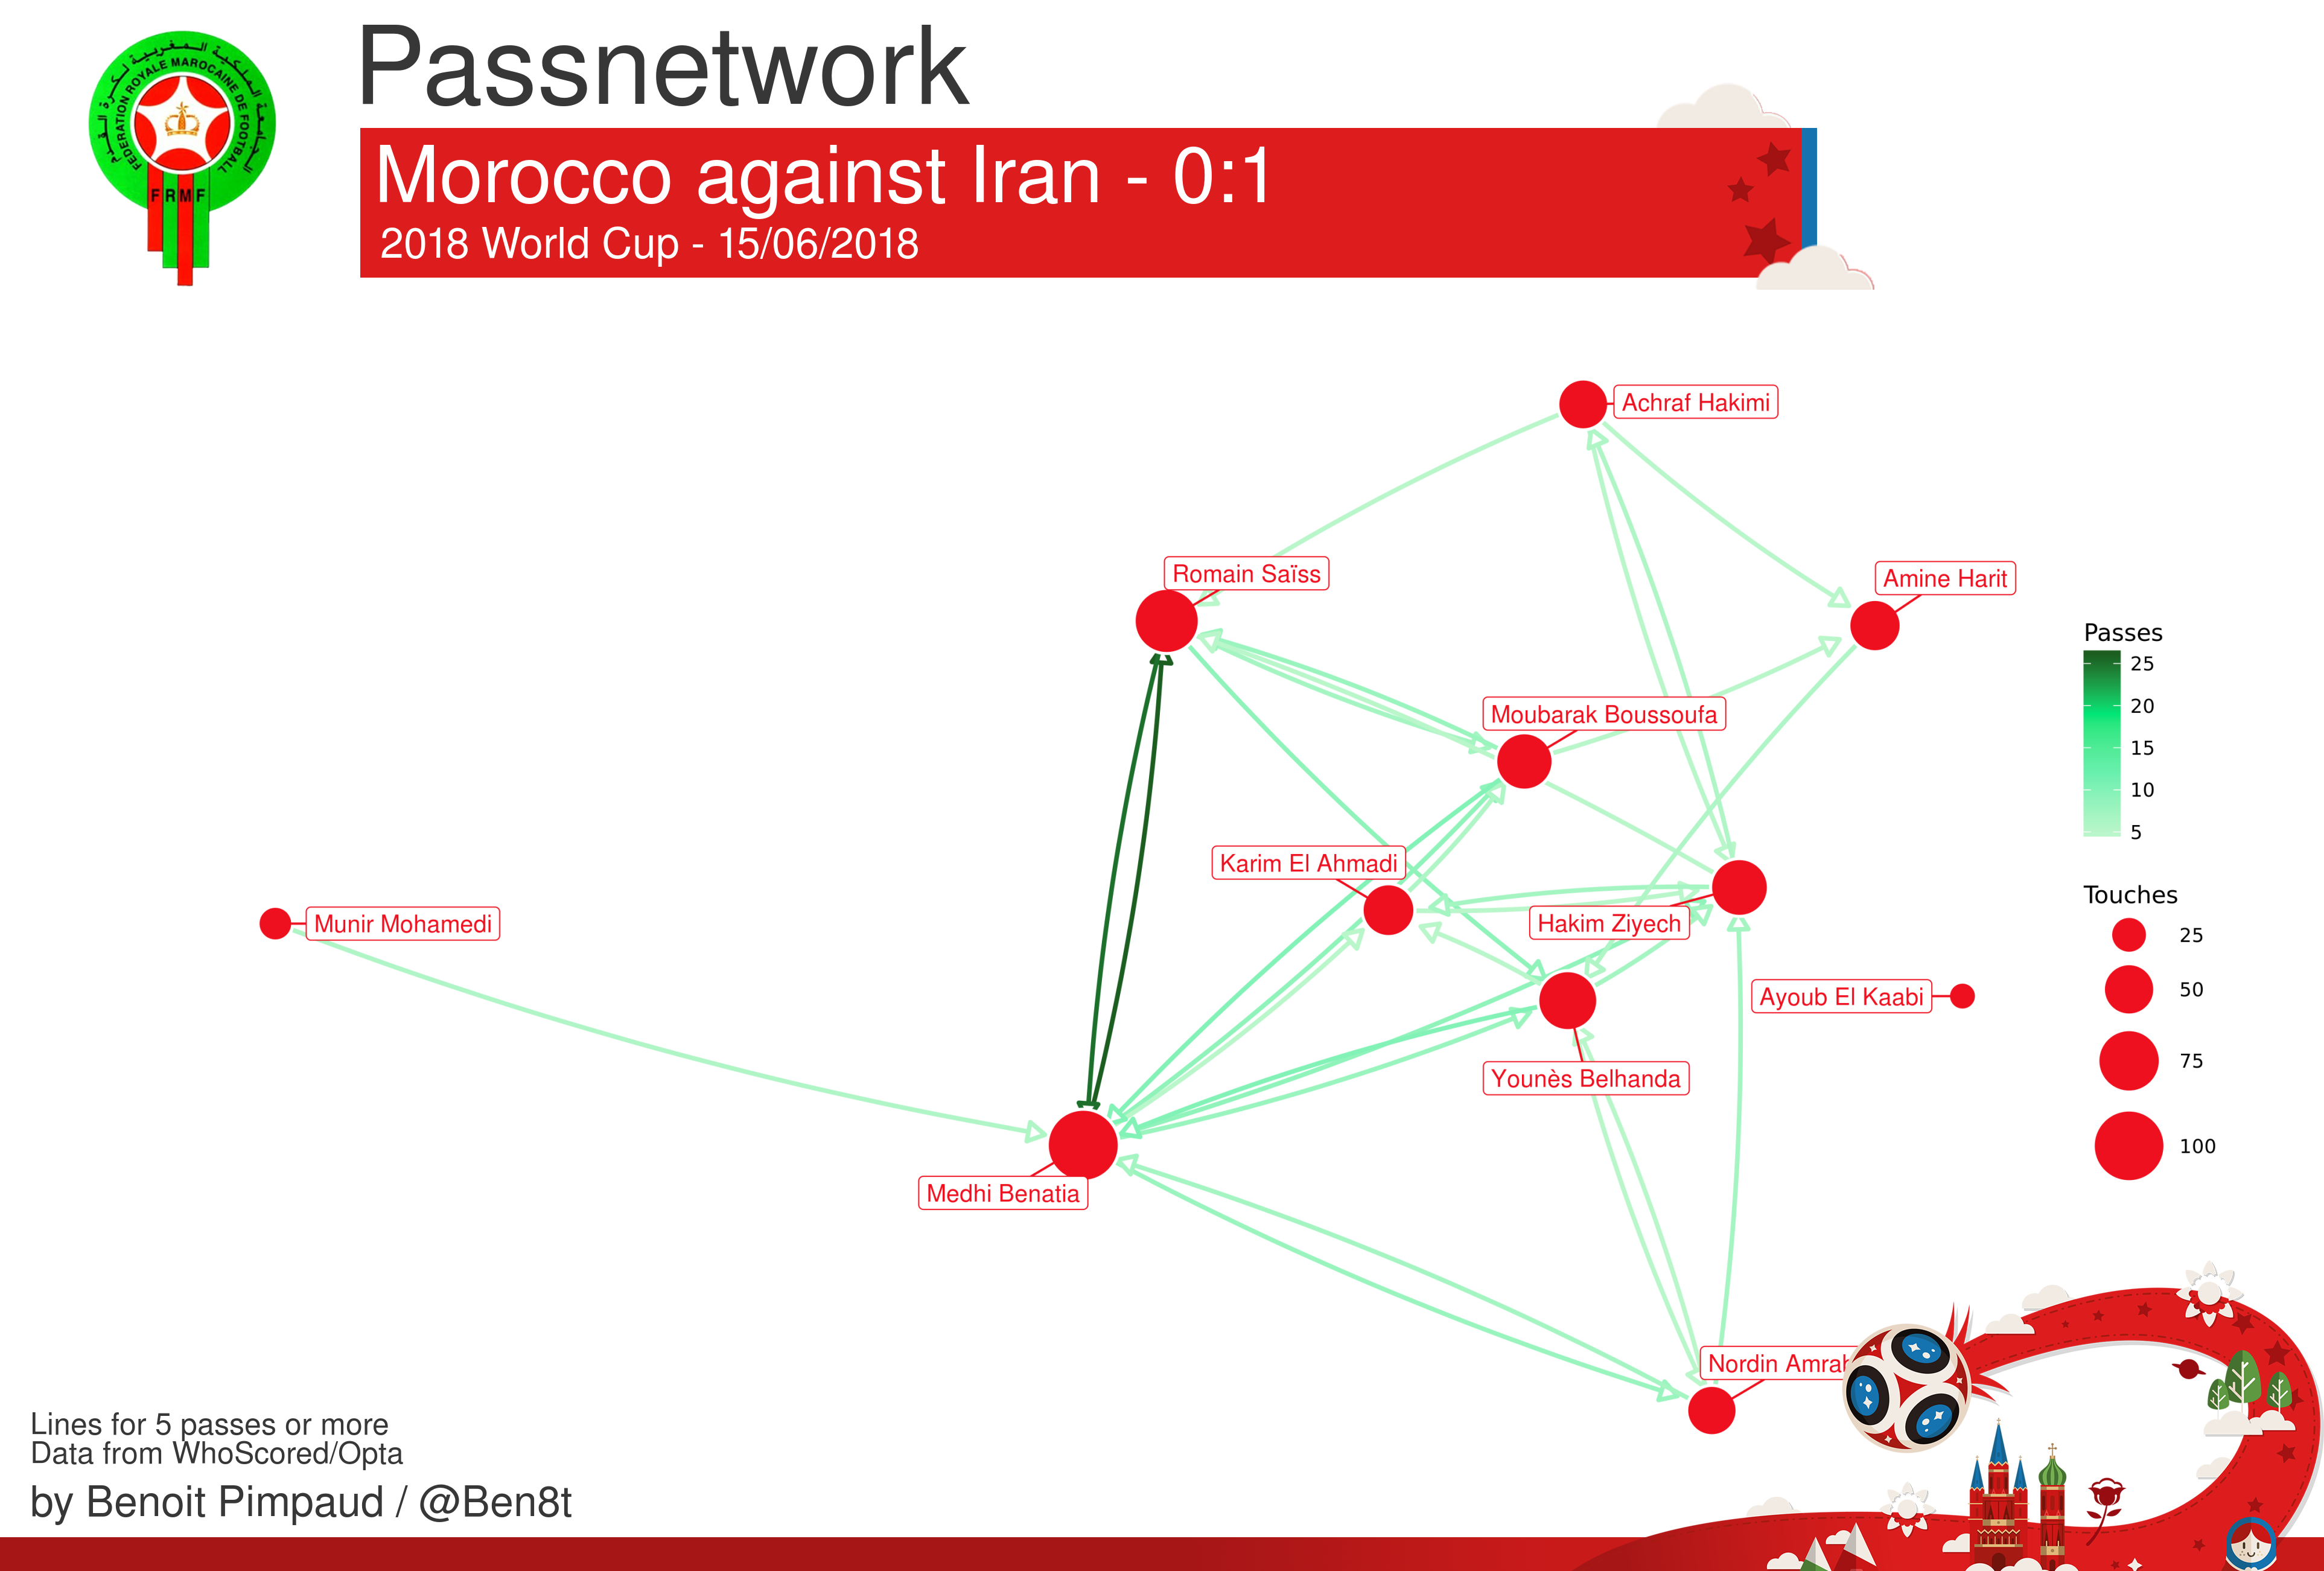 Passnetwork
Morocco against Iran - 0:1
2018 World Cup - 15/06/2018
FEDERATION ROYALE MAROCAINE DE FOOTBALL
F R M F
Achraf Hakimi
Romain Saïss
Amine Harit
Moubarak Boussoufa
Karim El Ahmadi
Munir Mohamedi
Hakim Ziyech
Ayoub El Kaabi
Younès Belhanda
Medhi Benatia
Nordin
Passes
25
20
15
10
5
Touches
25
50
75
100
Lines for 5 passes or more
Data from WhoScored/Opta
by Benoit Pimpaud / @Ben8t